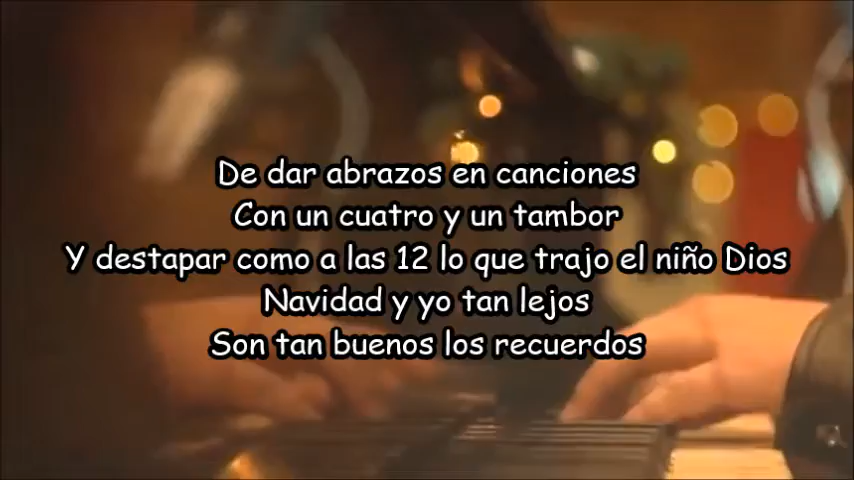 De dar abrazos en canciones
Con un cuatro y un tambor
Y destapar como a las 12 lo que trajo el niño Dios
Navidad y yo tan lejos
Son tan buenos los recuerdos